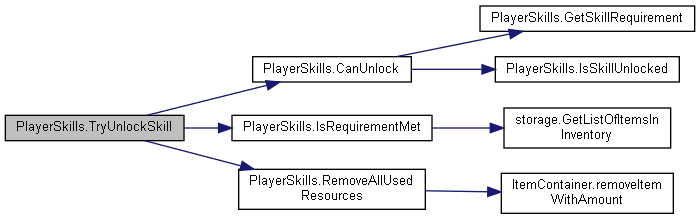 PlayerSkills.GetSkillRequirement
PlayerSkills.CanUnlock
PlayerSkills.IsSkillUnlocked
PlayerSkills.TryUnlockSkill
PlayerSkills.IsRequirementMet
storage.GetListOfItemsIn
Inventory
PlayerSkills.RemoveAllUsed
Resources
ItemContainer.removeItem
WithAmount